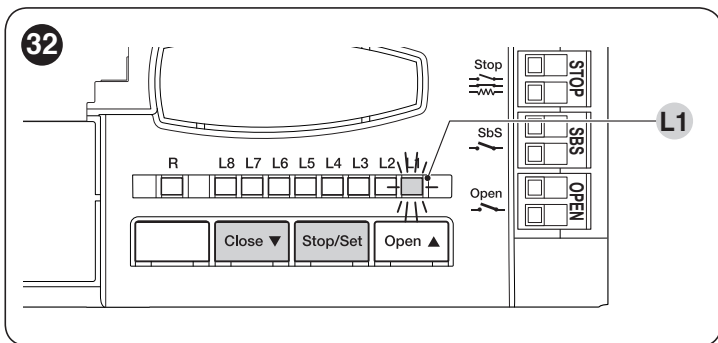 32
Stop
STOP
L1
SbS
SBS
R L8 L7 L6 L5 L4 L3 L2 L1
Open
OPEN
Close ▼ Stop/Set Open ▲